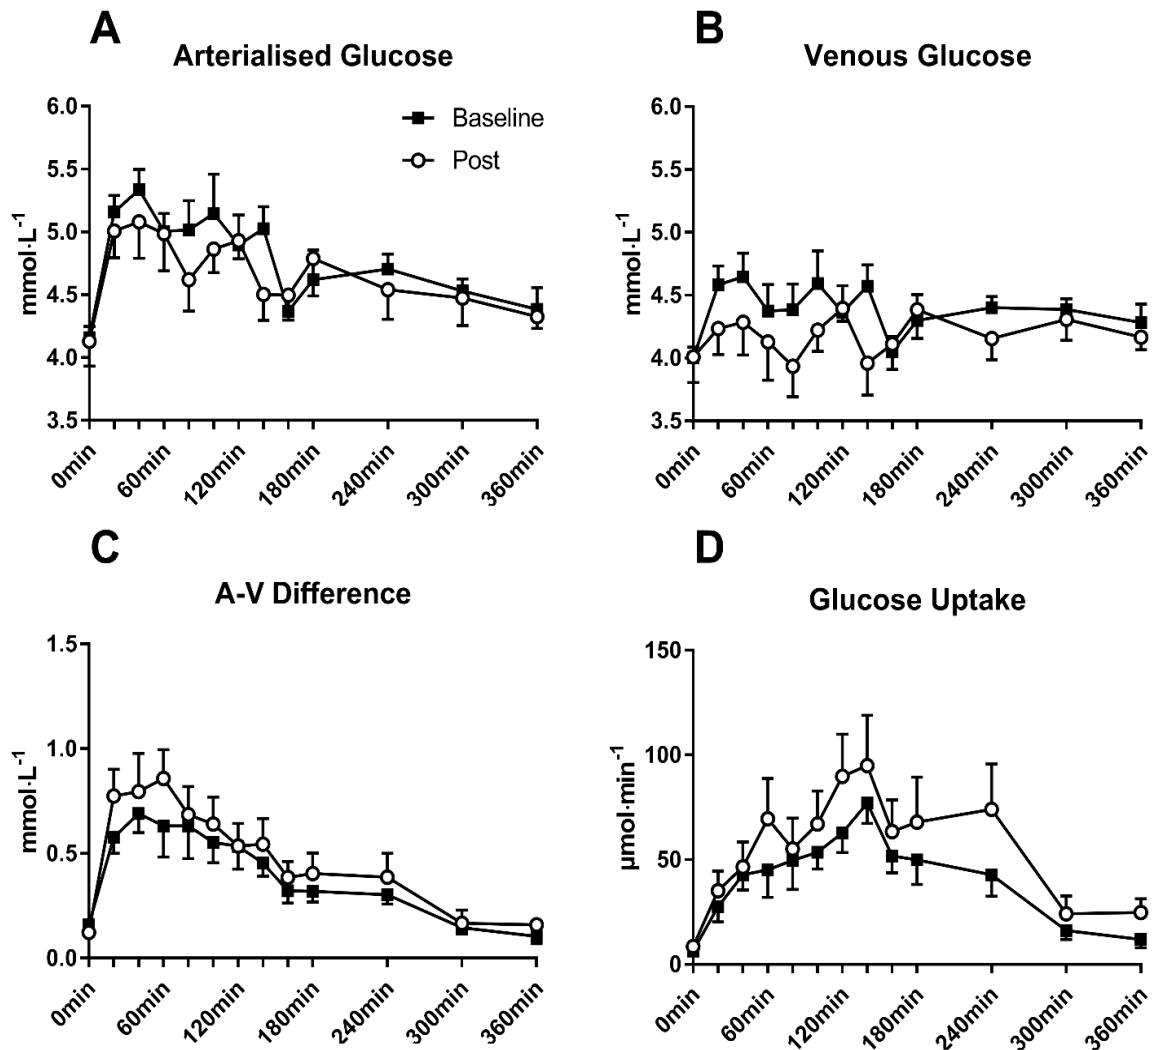 A
Arterialised Glucose
6.0
5.5
5.0
4.5
4.0
3.5
mmol·L⁻¹
Baseline
Post
0min
60min
120min
180min
240min
300min
360min
B
Venous Glucose
6.0
5.5
5.0
4.5
4.0
3.5
mmol·L⁻¹
0min
60min
120min
180min
240min
300min
360min
C
A-V Difference
1.5
1.0
0.5
0.0
mmol·L⁻¹
0min
60min
120min
180min
240min
300min
360min
D
Glucose Uptake
150
100
50
0
µmol·min⁻¹
0min
60min
120min
180min
240min
300min
360min